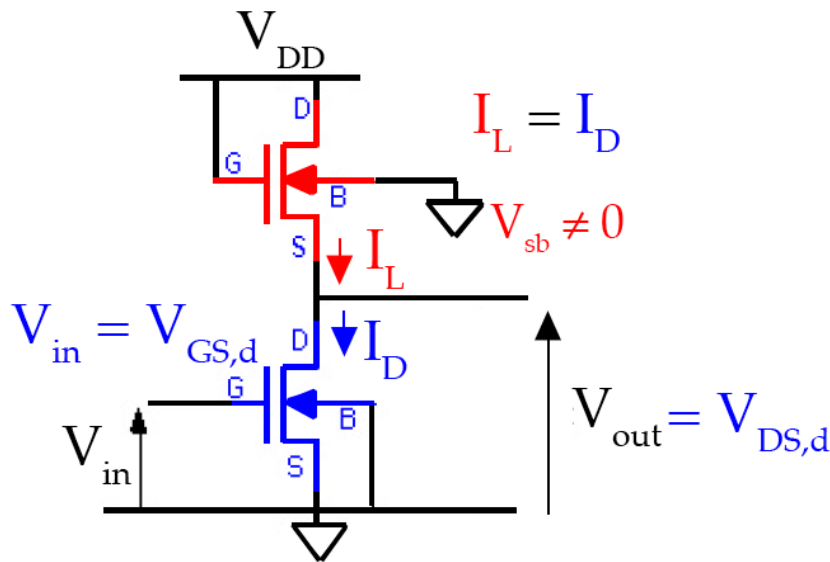 V_DD
D
I_L = I_D
G
B
V_sb ≠ 0
S
I_L
V_in = V_GS,d
D
I_D
G
B
V_out = V_DS,d
V_in
S